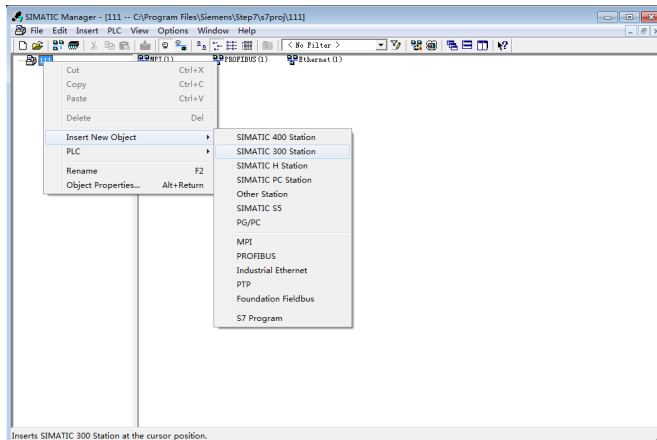 SIMATIC Manager - [111 -- C:\Program Files\Siemens\Step7\s7proj\111]
File Edit Insert PLC View Options Window Help
< No Filter >
111 MPI(1) PROFIBUS(1) Ethernet(1)
Cut Ctrl+X
Copy Ctrl+C
Paste Ctrl+V
Delete Del
Insert New Object
PLC
Rename F2
Object Properties... Alt+Return
SIMATIC 400 Station
SIMATIC 300 Station
SIMATIC H Station
SIMATIC PC Station
Other Station
SIMATIC S5
PG/PC
MPI
PROFIBUS
Industrial Ethernet
PTP
Foundation Fieldbus
S7 Program
Inserts SIMATIC 300 Station at the cursor position.